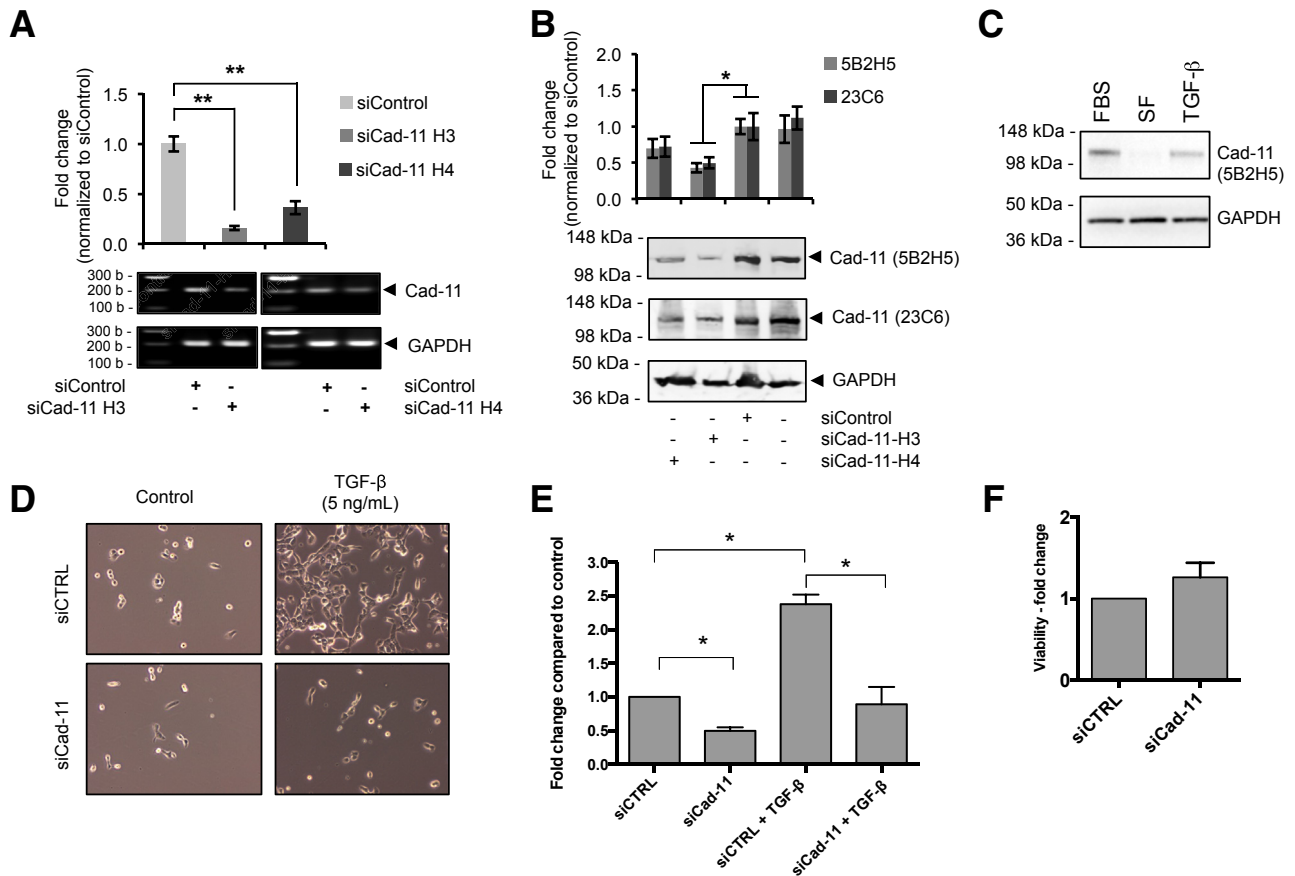 A
Fold change
(normalized to siControl)
1.5
1.0
0.5
0.0
**
**
siControl
siCad-11 H3
siCad-11 H4
300 b -
200 b -
100 b -
Cad-11
300 b -
200 b -
100 b -
GAPDH
siControl + - + - siControl
siCad-11 H3 - + - + siCad-11 H4
B
Fold change
(normalized to siControl)
2.0
1.5
1.0
0.5
0.0
*
5B2H5
23C6
148 kDa -
98 kDa -
Cad-11 (5B2H5)
148 kDa -
98 kDa -
Cad-11 (23C6)
50 kDa -
36 kDa -
GAPDH
- - + - siControl
- + - - siCad-11-H3
+ - - - siCad-11-H4
C
FBS
SF
TGF-β
148 kDa -
98 kDa -
Cad-11
(5B2H5)
50 kDa -
36 kDa -
GAPDH
D
Control
TGF-β
(5 ng/mL)
siCTRL
siCad-11
E
Fold change compared to control
3.0
2.5
2.0
1.5
1.0
0.5
0.0
*
*
*
siCTRL
siCad-11
siCTRL + TGF-β
siCad-11 + TGF-β
F
Viability - fold change
2
1
0
siCTRL
siCad-11